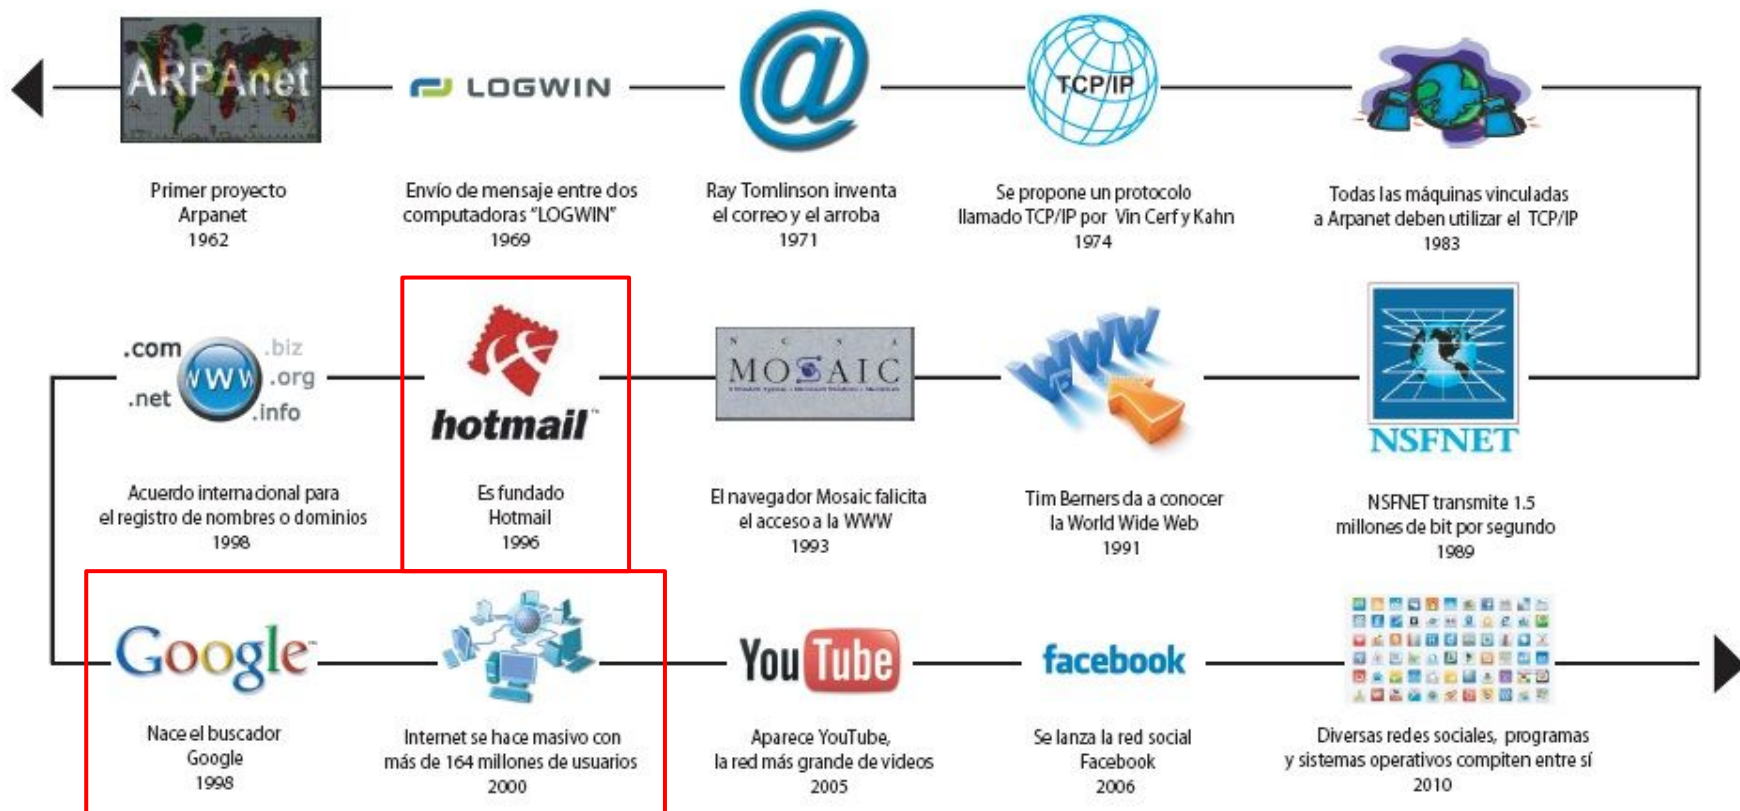 ARPAnet
LOGWIN
@
TCP/IP
Primer proyecto
Arpanet
1962
Envío de mensaje entre dos
computadoras "LOGWIN"
1969
Ray Tomlinson inventa
el correo y el arroba
1971
Se propone un protocolo
llamado TCP/IP por Vin Cerf y Kahn
1974
Todas las máquinas vinculadas
a Arpanet deben utilizar el TCP/IP
1983
.com
.net
www
.biz
.org
.info
hotmail™
N C S A
MOSAIC
WWW
NSFNET
Acuerdo internacional para
el registro de nombres o dominios
1998
Es fundado
Hotmail
1996
El navegador Mosaic falicita
el acceso a la WWW
1993
Tim Berners da a conocer
la World Wide Web
1991
NSFNET transmite 1.5
millones de bit por segundo
1989
Google™
YouTube
facebook
Nace el buscador
Google
1998
Internet se hace masivo con
más de 164 millones de usuarios
2000
Aparece YouTube,
la red más grande de videos
2005
Se lanza la red social
Facebook
2006
Diversas redes sociales, programas
y sistemas operativos compiten entre sí
2010